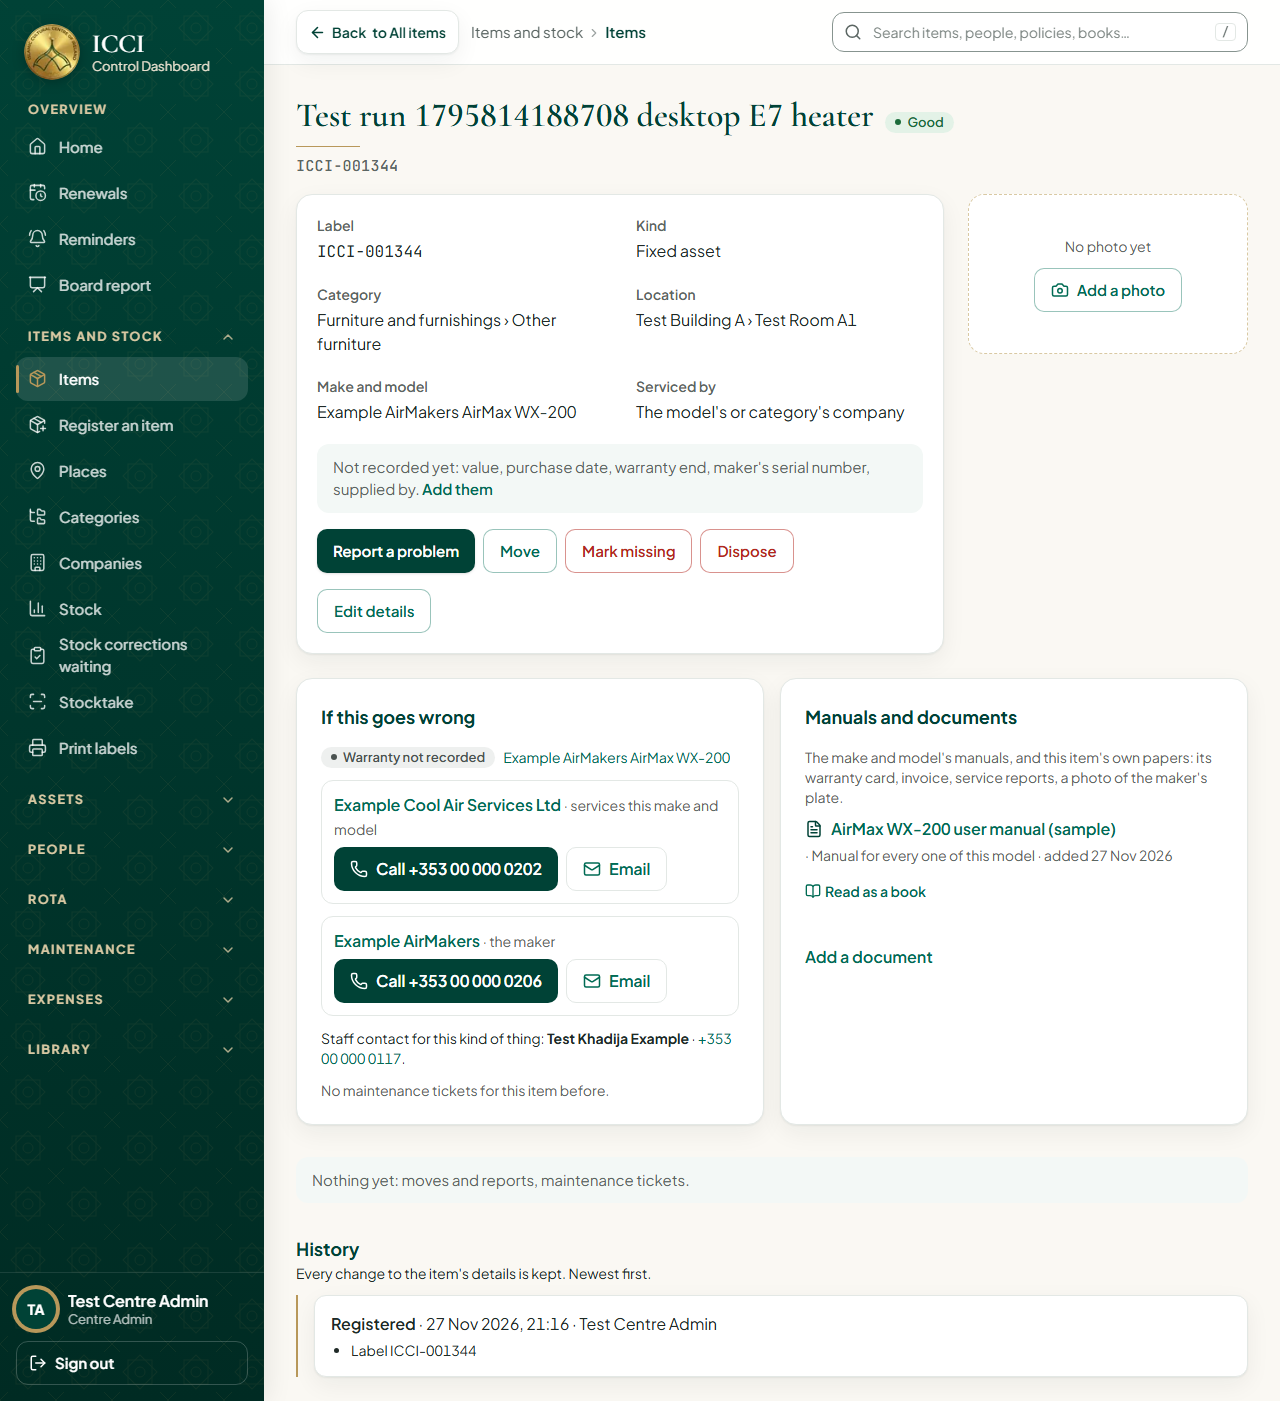 ICCI
Control Dashboard
OVERVIEW
Home
Renewals
Reminders
Board report
ITEMS AND STOCK
Items
Register an item
Places
Categories
Companies
Stock
Stock corrections
waiting
Stocktake
Print labels
ASSETS
PEOPLE
ROTA
MAINTENANCE
EXPENSES
LIBRARY
TA
Test Centre Admin
Centre Admin
Sign out
Back to All items
Items and stock › Items
Search items, people, policies, books…
/
Test run 1795814188708 desktop E7 heater
Good
ICCI-001344
Label
ICCI-001344
Kind
Fixed asset
Category
Furniture and furnishings › Other
furniture
Location
Test Building A › Test Room A1
Make and model
Example AirMakers AirMax WX-200
Serviced by
The model's or category's company
Not recorded yet: value, purchase date, warranty end, maker's serial number,
supplied by. Add them
Report a problem
Move
Mark missing
Dispose
Edit details
No photo yet
Add a photo
If this goes wrong
Warranty not recorded
Example AirMakers AirMax WX-200
Example Cool Air Services Ltd · services this make and
model
Call +353 00 000 0202
Email
Example AirMakers · the maker
Call +353 00 000 0206
Email
Staff contact for this kind of thing: Test Khadija Example · +353
00 000 0117.
No maintenance tickets for this item before.
Manuals and documents
The make and model's manuals, and this item's own papers: its
warranty card, invoice, service reports, a photo of the maker's
plate.
AirMax WX-200 user manual (sample)
· Manual for every one of this model · added 27 Nov 2026
Read as a book
Add a document
Nothing yet: moves and reports, maintenance tickets.
History
Every change to the item's details is kept. Newest first.
Registered · 27 Nov 2026, 21:16 · Test Centre Admin
• Label ICCI-001344